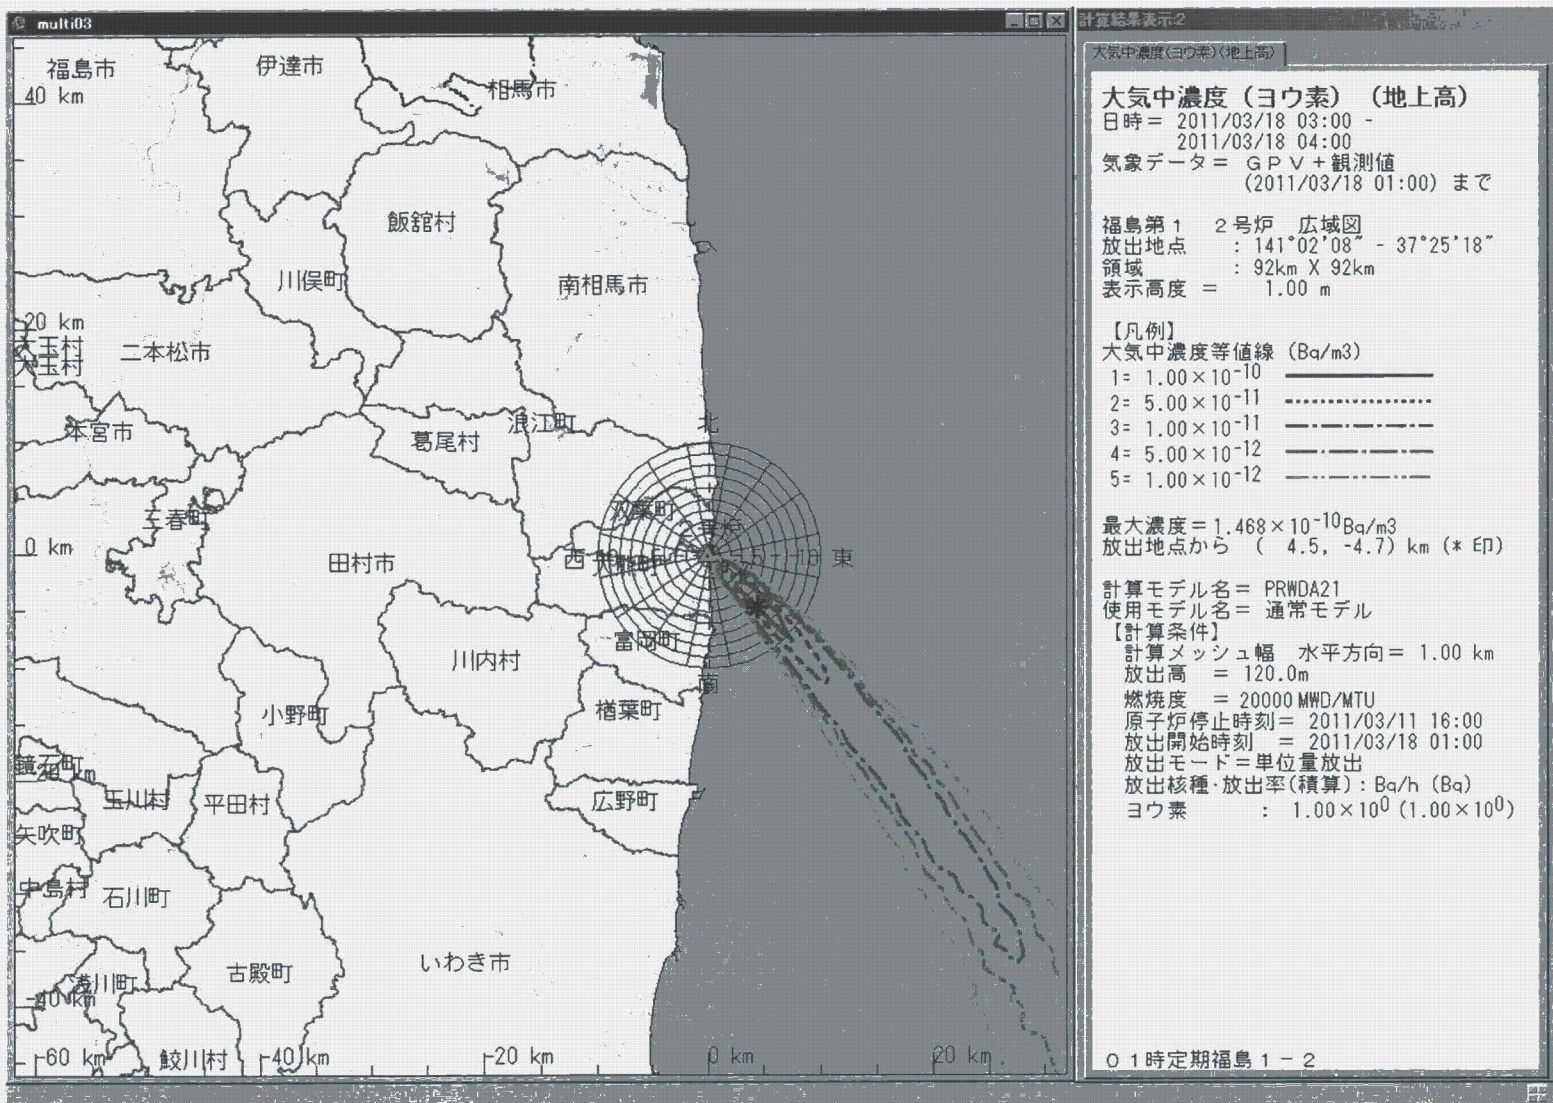 multi03
福島市
伊達市
相馬市
40 km
飯舘村
川俣町
南相馬市
20 km
大玉村
大玉村
二本松市
本宮市
浪江町
葛尾村
北
双葉町
三春町
0 km
田村市
西
10
東
富岡町
川内村
南
小野町
楢葉町
鏡石町
玉川村
平田村
広野町
矢吹町
中島村
石川町
いわき市
古殿町
浅川町
-40 km
-60 km
鮫川村
-40 km
-20 km
0 km
20 km
計算結果表示:2
大気中濃度(ヨウ素)(地上高)
大気中濃度(ヨウ素) (地上高)
日時= 2011/03/18 03:00 -
2011/03/18 04:00
気象データ= GPV+観測値
(2011/03/18 01:00) まで
福島第1 2号炉 広域図
放出地点 : 141°02'08" - 37°25'18"
領域 : 92km X 92km
表示高度 = 1.00 m
【凡例】
大気中濃度等値線 (Bq/m3)
1= 1.00×10⁻¹⁰
2= 5.00×10⁻¹¹
3= 1.00×10⁻¹¹
4= 5.00×10⁻¹²
5= 1.00×10⁻¹²
最大濃度=1.468×10⁻¹⁰Bq/m3
放出地点から ( 4.5, -4.7) km (* 印)
計算モデル名= PRWDA21
使用モデル名= 通常モデル
【計算条件】
計算メッシュ幅 水平方向= 1.00 km
放出高 = 120.0m
燃焼度 = 20000MWD/MTU
原子炉停止時刻= 2011/03/11 16:00
放出開始時刻 = 2011/03/18 01:00
放出モード=単位量放出
放出核種・放出率(積算):Bq/h (Bq)
ヨウ素 : 1.00×10⁰ (1.00×10⁰)
01時定期福島1-2